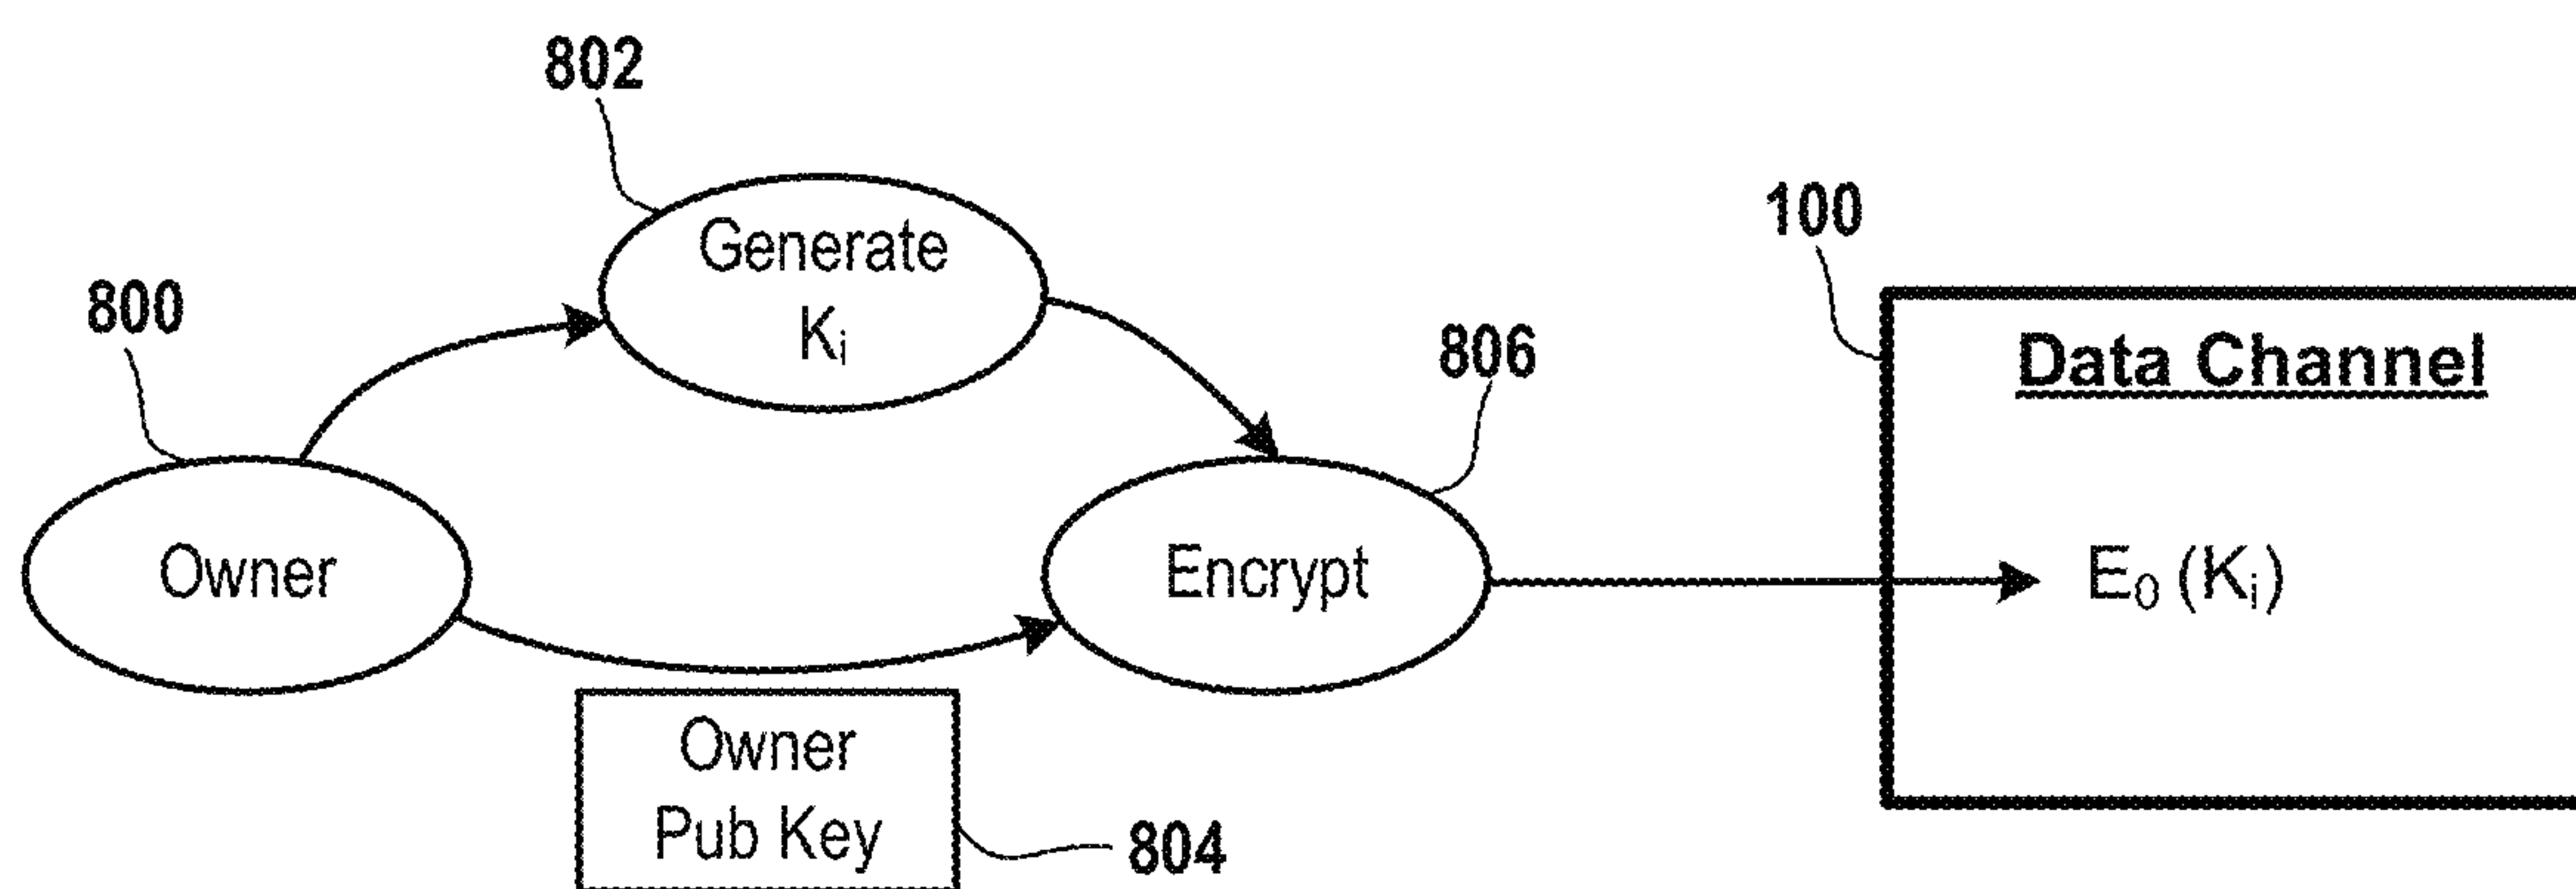 802
Generate
Kᵢ
100
800
Data Channel
806
Owner
Encrypt
E₀ (Kᵢ)
Owner
Pub Key
804